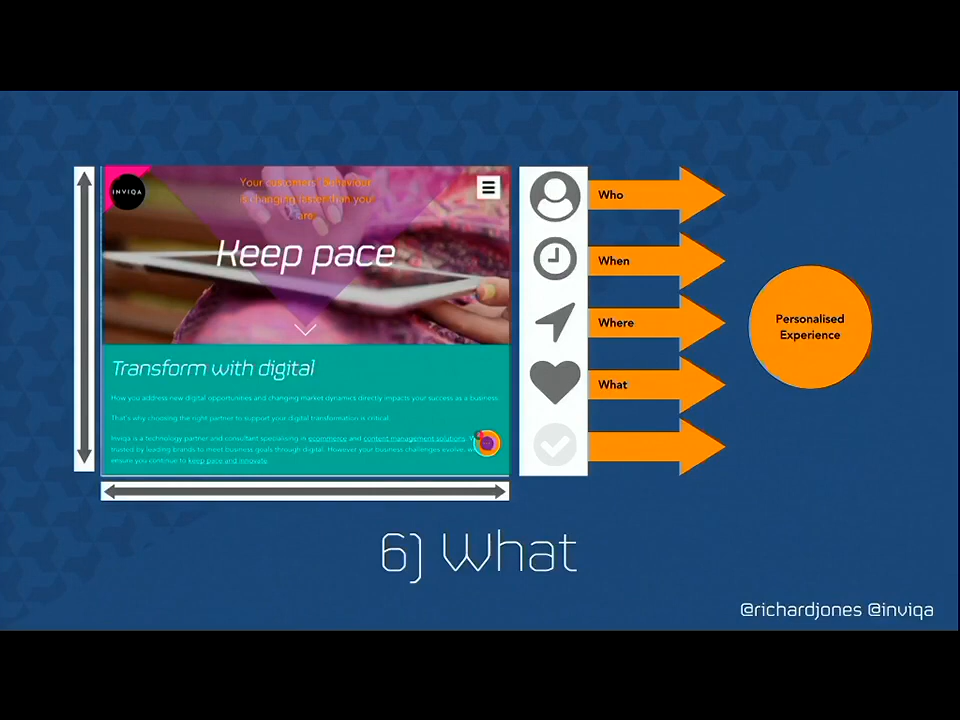 INVIQA
Your customers' behaviour
is changing faster than you
are.
Keep pace
Transform with digital
How you address new digital opportunities and changing market dynamics directly impacts your success as a business.
That's why choosing the right partner to support your digital transformation is critical.
Inviqa is a technology partner and consultant specialising in ecommerce and content management solutions.
trusted by leading brands to meet business goals through digital. However your business challenges evolve,
ensure you continue to keep pace and innovate.
Who
When
Where
What
Personalised
Experience
6) What
@richardjones @inviqa